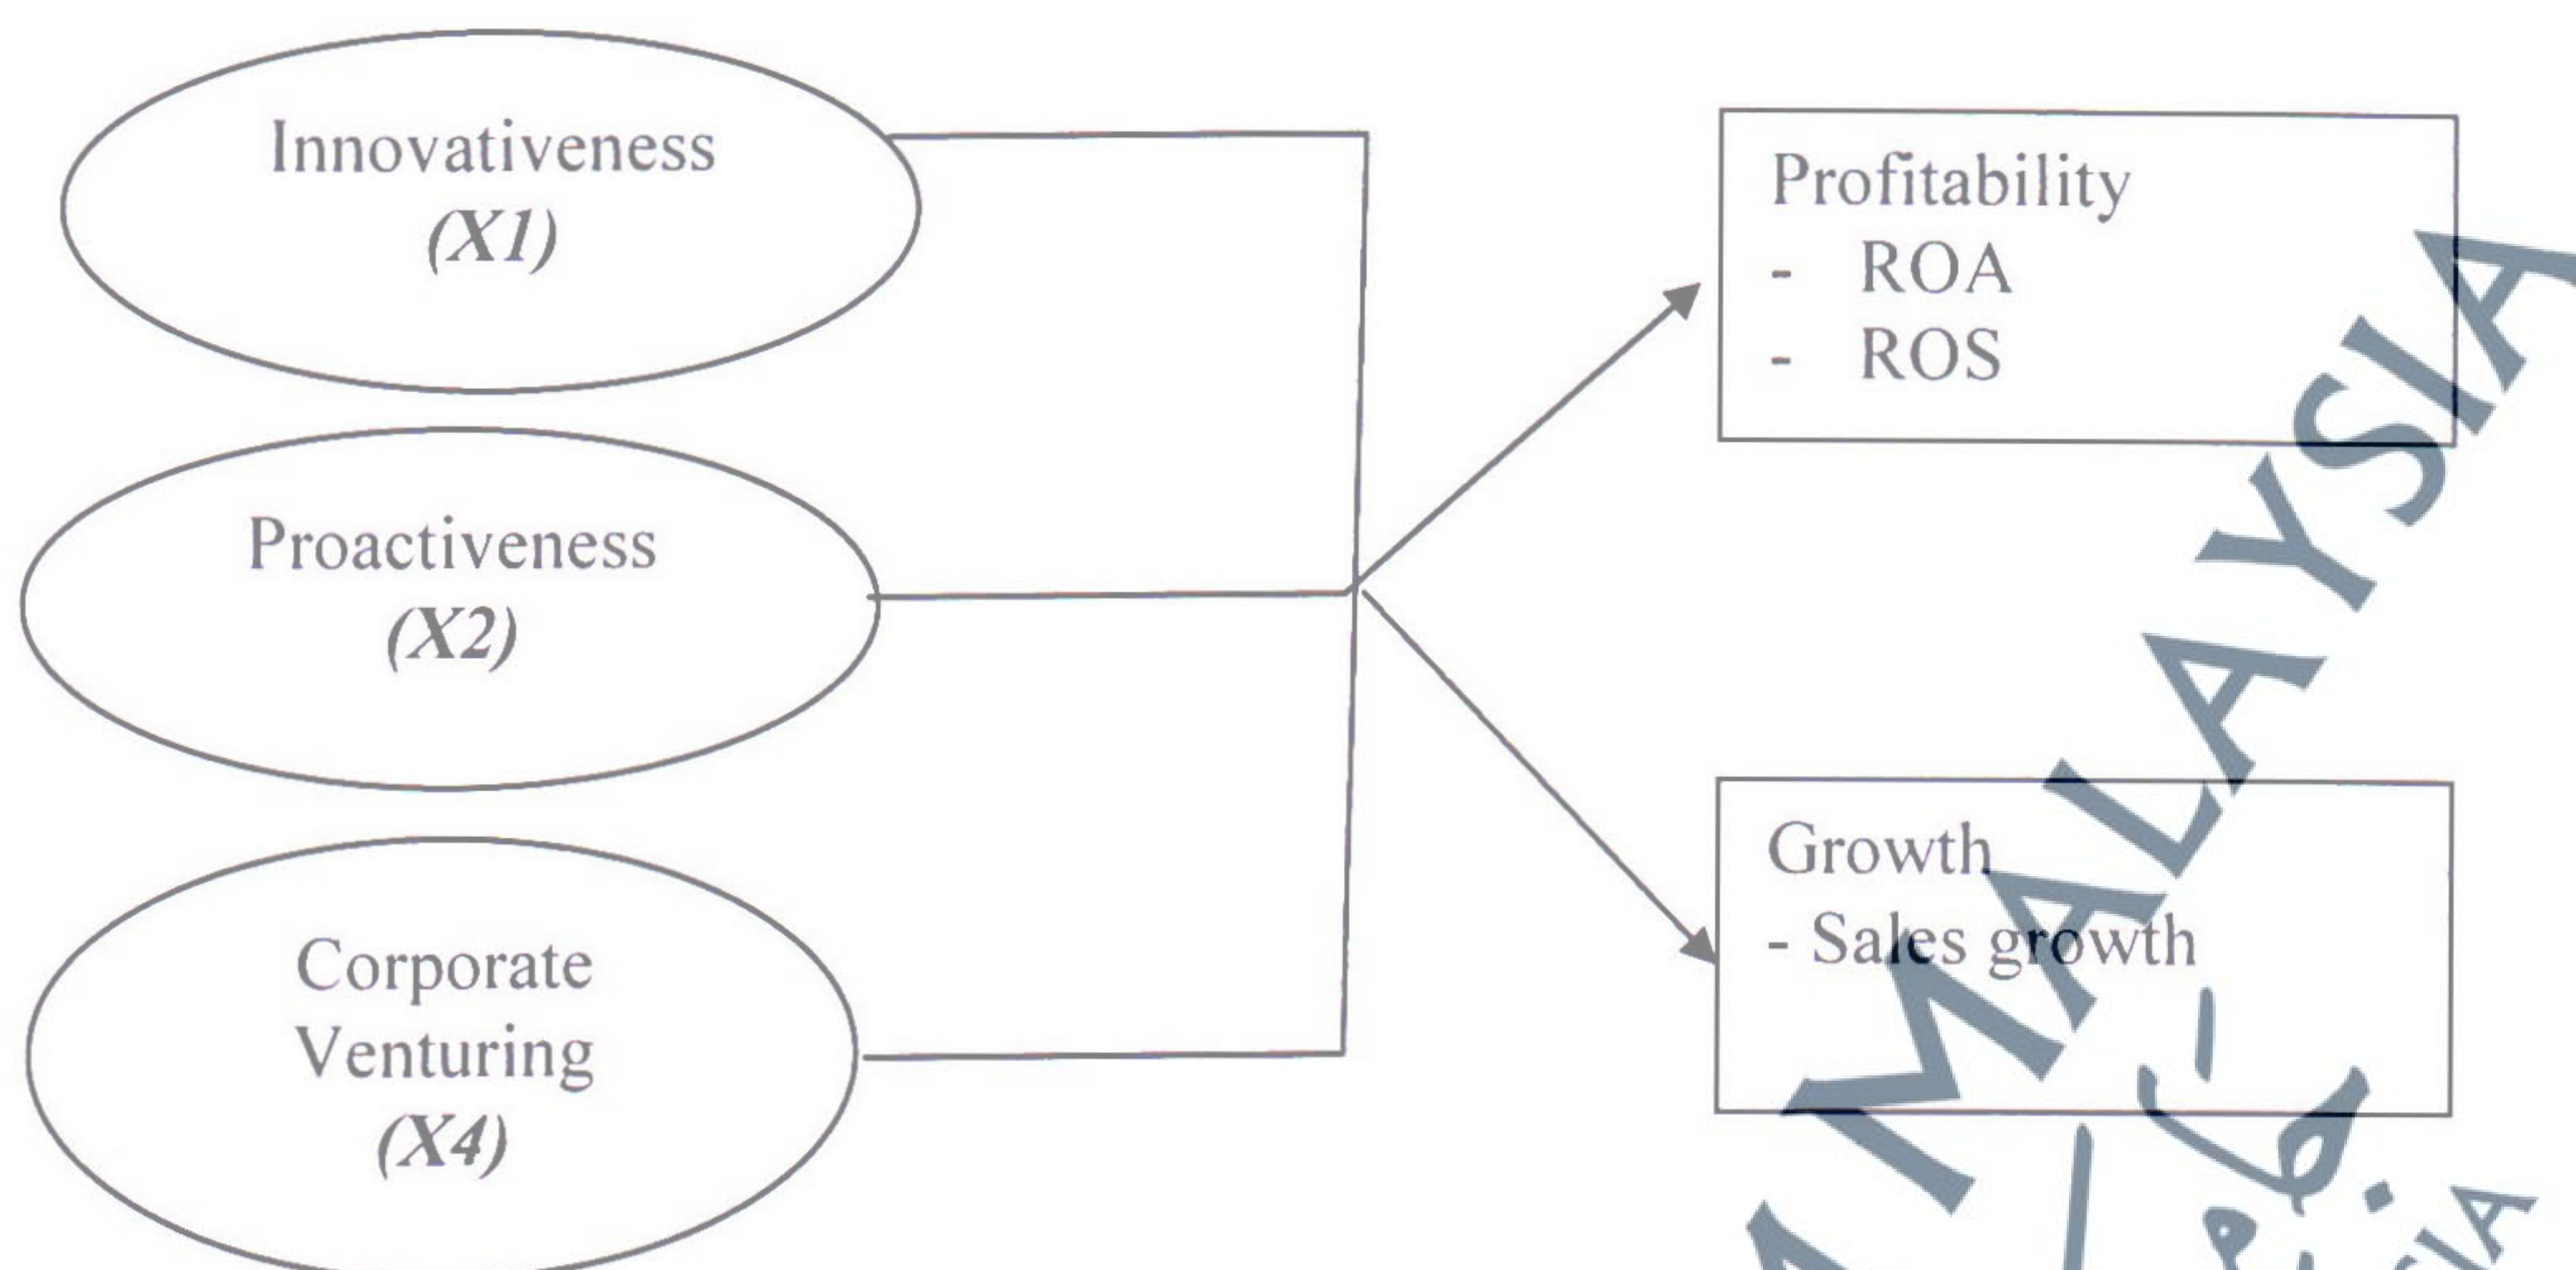 Innovativeness
(X1)
Proactiveness
(X2)
Corporate
Venturing
(X4)
Profitability
- ROA
- ROS
Growth
- Sales growth
MALAYSIA